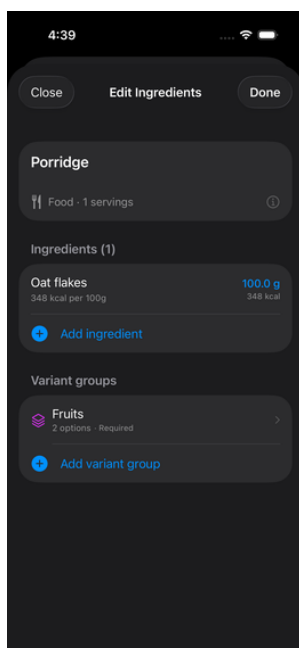 4:39
Close
Edit Ingredients
Done
Porridge
Food · 1 servings
Ingredients (1)
Oat flakes
100.0 g
348 kcal per 100g
348 kcal
Add ingredient
Variant groups
Fruits
2 options · Required
Add variant group